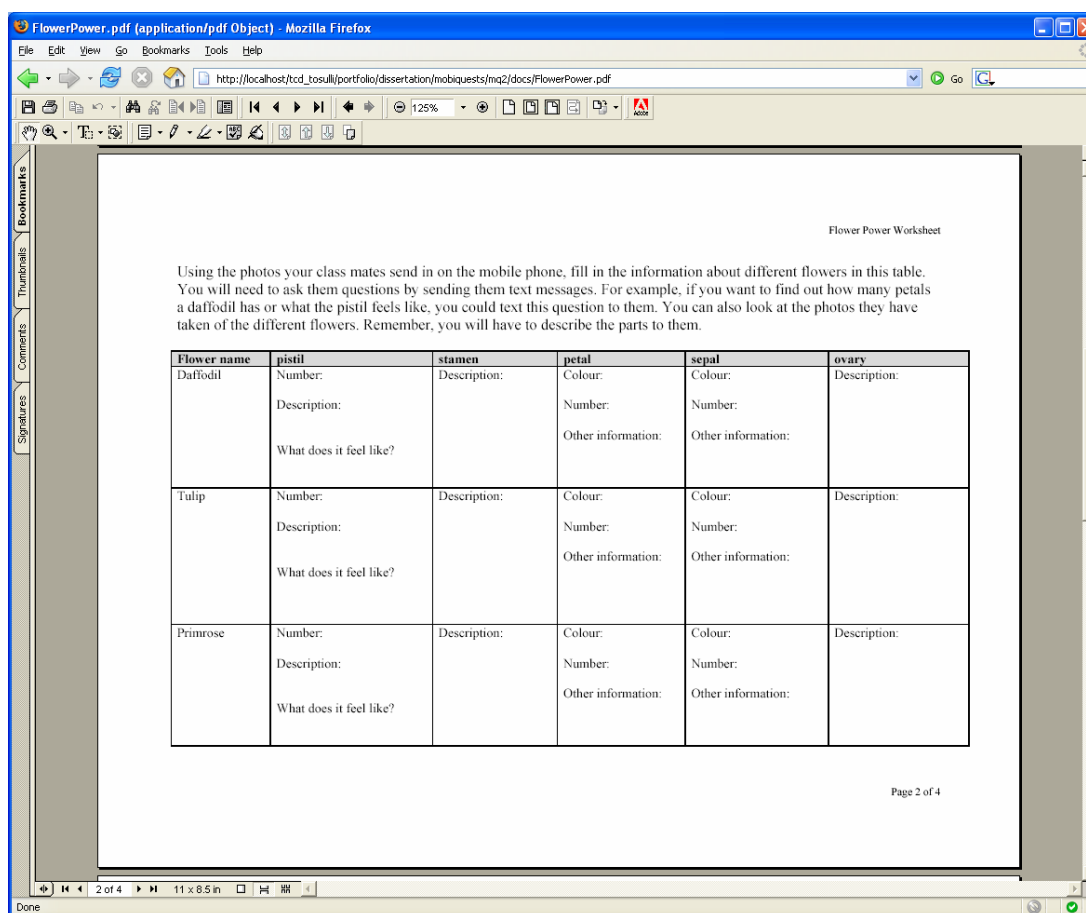 FlowerPower.pdf (application/pdf Object) - Mozilla Firefox
File Edit View Go Bookmarks Tools Help
http://localhost/tcd_tosulli/portfolio/dissertation/mobiquests/mq2/docs/FlowerPower.pdf Go G
125% Adobe
Bookmarks
Thumbnails
Comments
Signatures
Flower Power Worksheet
Using the photos your class mates send in on the mobile phone, fill in the information about different flowers in this table.
You will need to ask them questions by sending them text messages. For example, if you want to find out how many petals
a daffodil has or what the pistil feels like, you could text this question to them. You can also look at the photos they have
taken of the different flowers. Remember, you will have to describe the parts to them.
Flower name pistil stamen petal sepal ovary
Daffodil Number: Description: Colour: Colour: Description:
Description: Number: Number:
Other information: Other information:
What does it feel like?
Tulip Number: Description: Colour: Colour: Description:
Description: Number: Number:
Other information: Other information:
What does it feel like?
Primrose Number: Description: Colour: Colour: Description:
Description: Number: Number:
Other information: Other information:
What does it feel like?
Page 2 of 4
2 of 4 11 x 8.5 in
Done